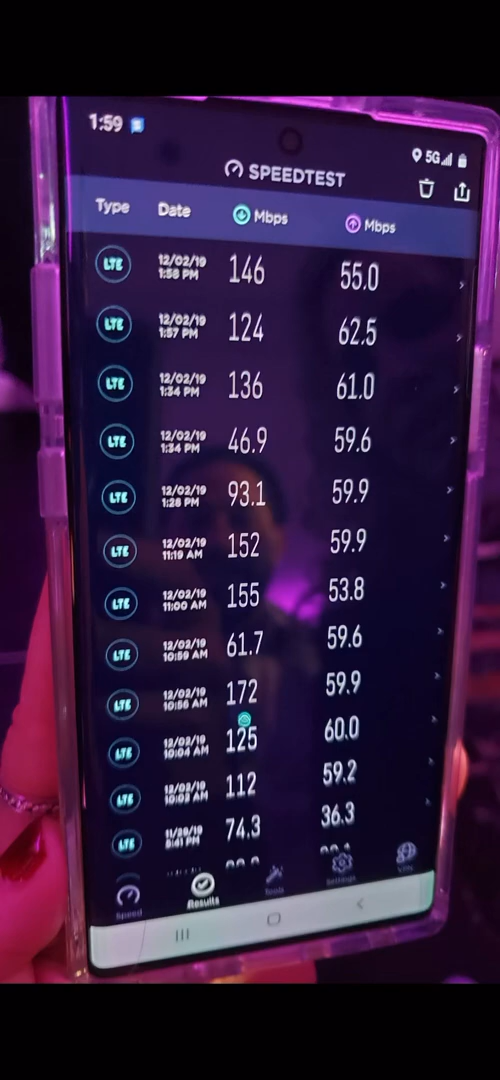 1:59 5G
SPEEDTEST
Type Date Mbps Mbps
LTE 12/02/19 1:58 PM 146 55.0
LTE 12/02/19 1:57 PM 124 62.5
LTE 12/02/19 1:34 PM 136 61.0
LTE 12/02/19 1:34 PM 46.9 59.6
LTE 12/02/19 1:28 PM 93.1 59.9
LTE 12/02/19 11:19 AM 152 59.9
LTE 12/02/19 11:00 AM 155 53.8
LTE 12/02/19 10:59 AM 61.7 59.6
LTE 12/02/19 10:56 AM 172 59.9
LTE 12/02/19 10:04 AM 125 60.0
LTE 12/02/19 10:03 AM 112 59.2
LTE 11/29/19 5:41 PM 74.3 36.3
Speed Results Tools Settings VPN